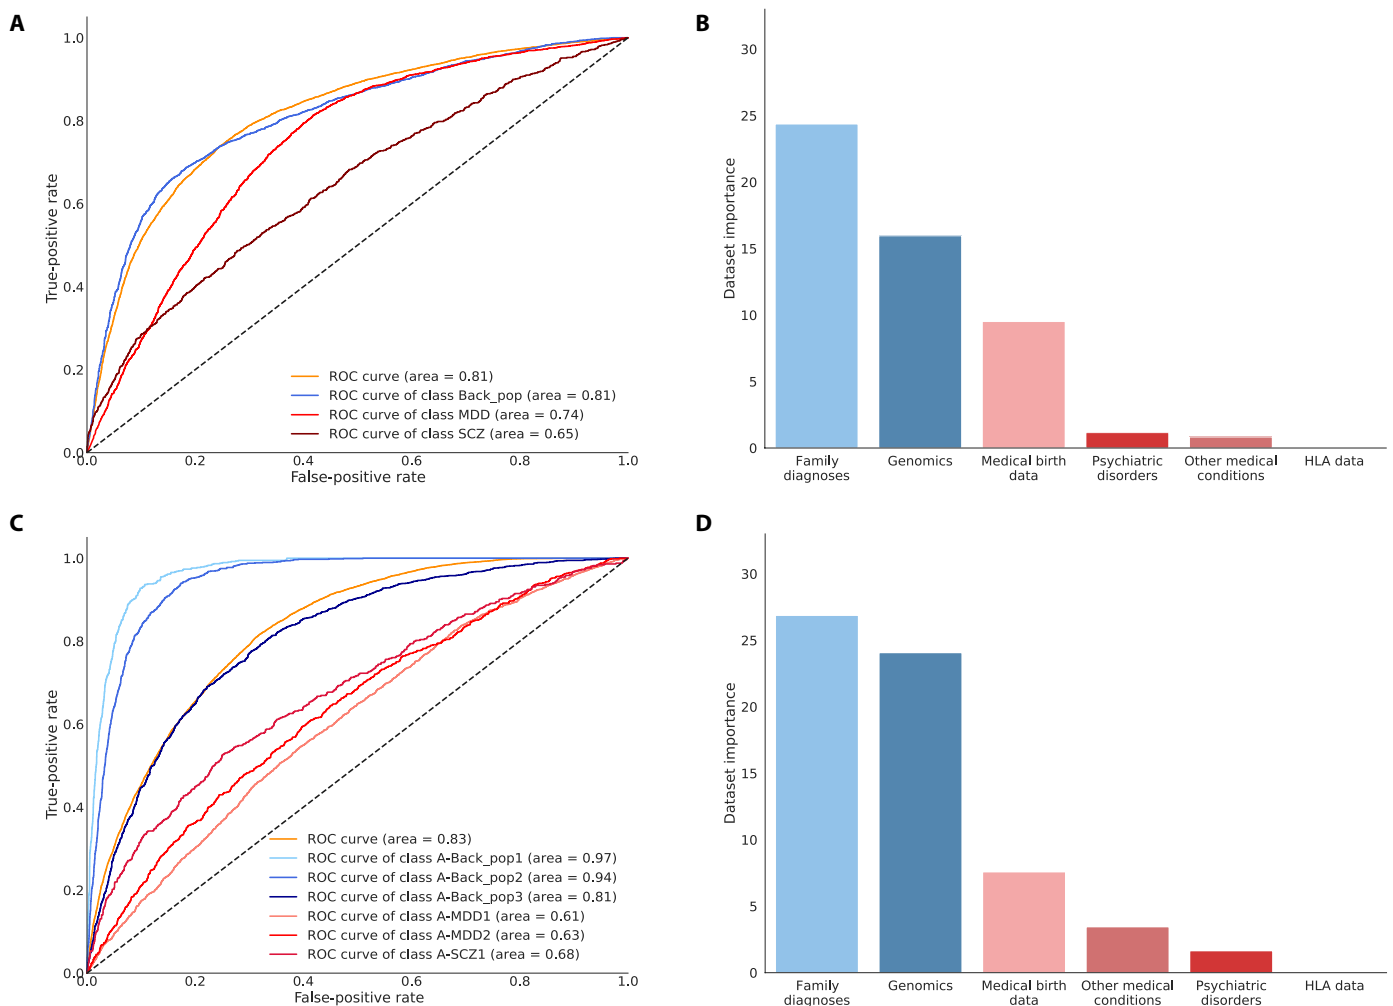 A
1.0
0.8
0.6
0.4
0.2
0.0
True-positive rate
0.0
0.2
0.4
0.6
0.8
1.0
False-positive rate
ROC curve (area = 0.81)
ROC curve of class Back_pop (area = 0.81)
ROC curve of class MDD (area = 0.74)
ROC curve of class SCZ (area = 0.65)
B
30
25
20
15
10
5
0
Dataset importance
Family
diagnoses
Genomics
Medical birth
data
Psychiatric
disorders
Other medical
conditions
HLA data
C
1.0
0.8
0.6
0.4
0.2
0.0
True-positive rate
0.0
0.2
0.4
0.6
0.8
1.0
False-positive rate
ROC curve (area = 0.83)
ROC curve of class A-Back_pop1 (area = 0.97)
ROC curve of class A-Back_pop2 (area = 0.94)
ROC curve of class A-Back_pop3 (area = 0.81)
ROC curve of class A-MDD1 (area = 0.61)
ROC curve of class A-MDD2 (area = 0.63)
ROC curve of class A-SCZ1 (area = 0.68)
D
30
25
20
15
10
5
0
Dataset importance
Family
diagnoses
Genomics
Medical birth
data
Other medical
conditions
Psychiatric
disorders
HLA data